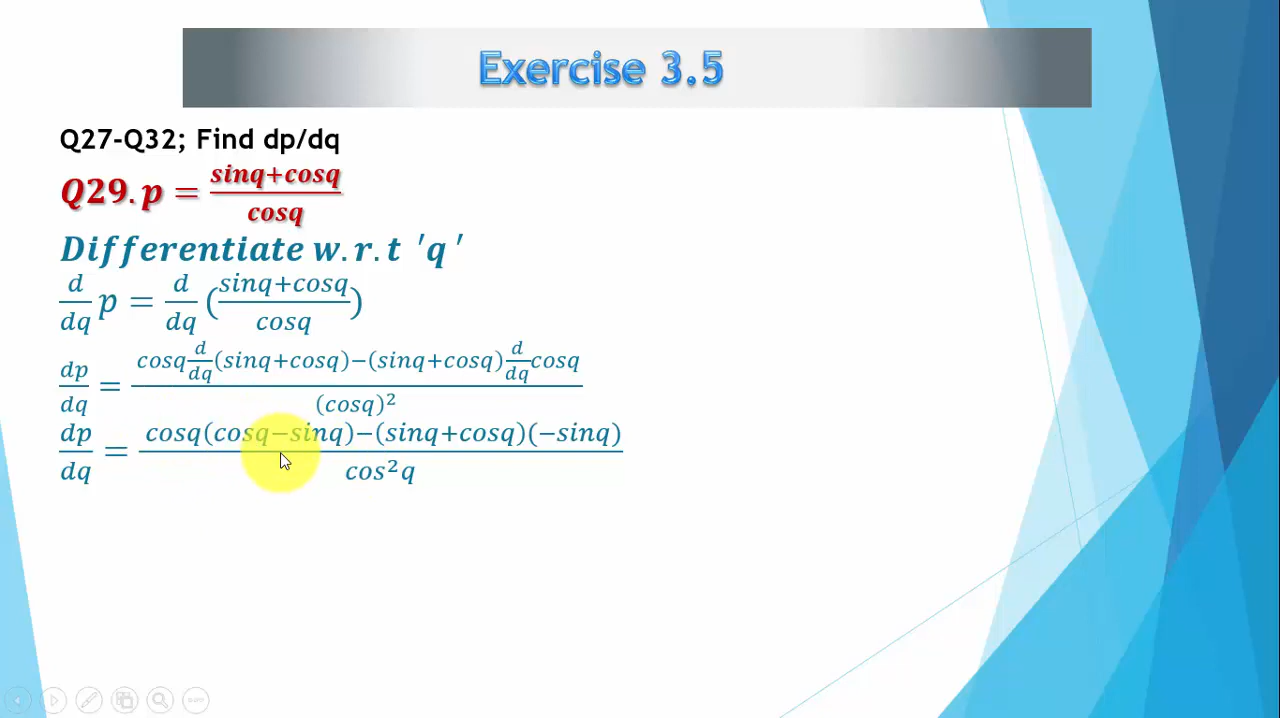 Exercise 3.5
Q27-Q32; Find dp/dq
Q29. p = (sinq+cosq)/(cosq)
Differentiate w.r.t 'q'
d/dq p = d/dq ((sinq+cosq)/(cosq))
dp/dq = (cosq d/dq (sinq+cosq)−(sinq+cosq) d/dq cosq)/((cosq)²)
dp/dq = (cosq(cosq−sinq)−(sinq+cosq)(−sinq))/(cos²q)